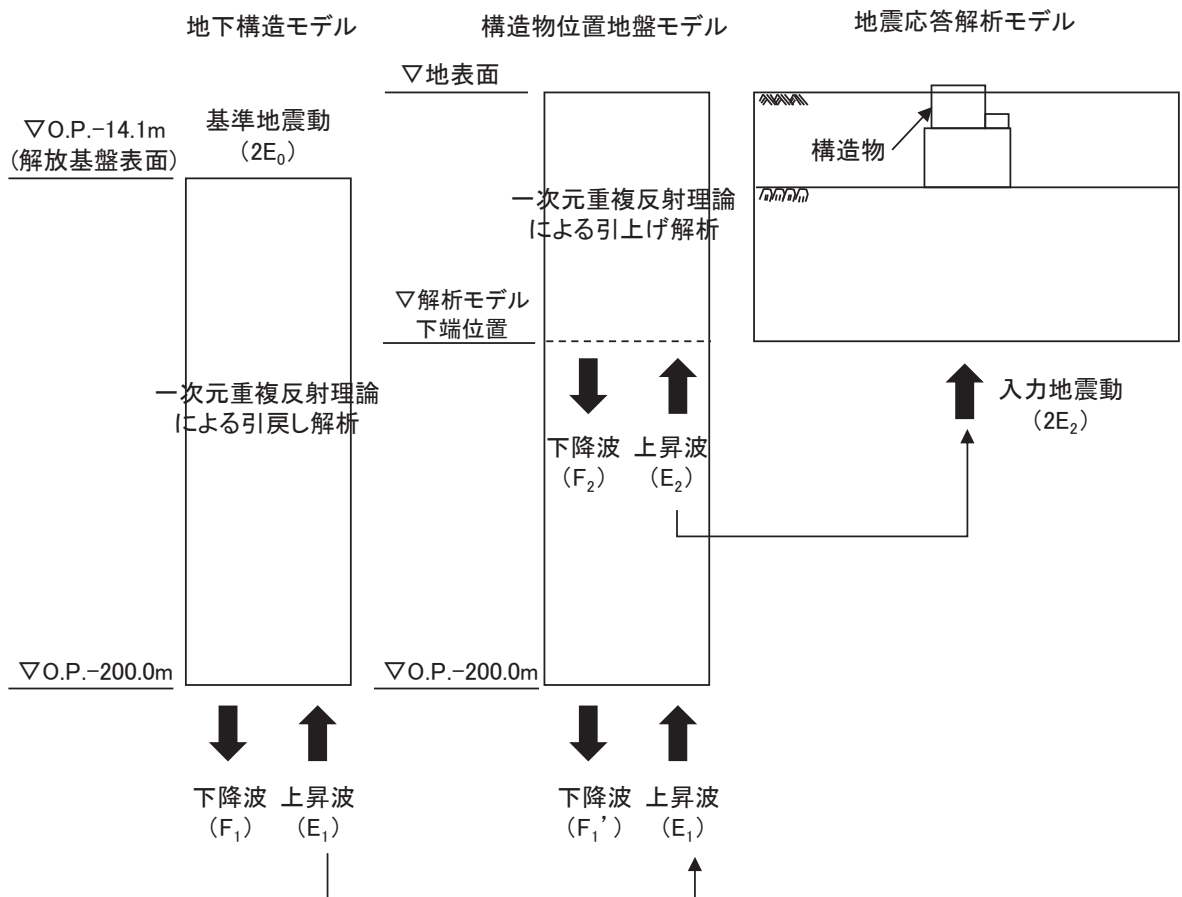 地下構造モデル
▽O.P.-14.1m
(解放基盤表面)
基準地震動
（2E₀）
一次元重複反射理論
による引戻し解析
▽O.P.-200.0m
下降波
（F₁）
上昇波
（E₁）
構造物位置地盤モデル
▽地表面
一次元重複反射理論
による引上げ解析
▽解析モデル
下端位置
下降波
（F₂）
上昇波
（E₂）
▽O.P.-200.0m
下降波
（F₁’）
上昇波
（E₁）
地震応答解析モデル
構造物
入力地震動
（2E₂）